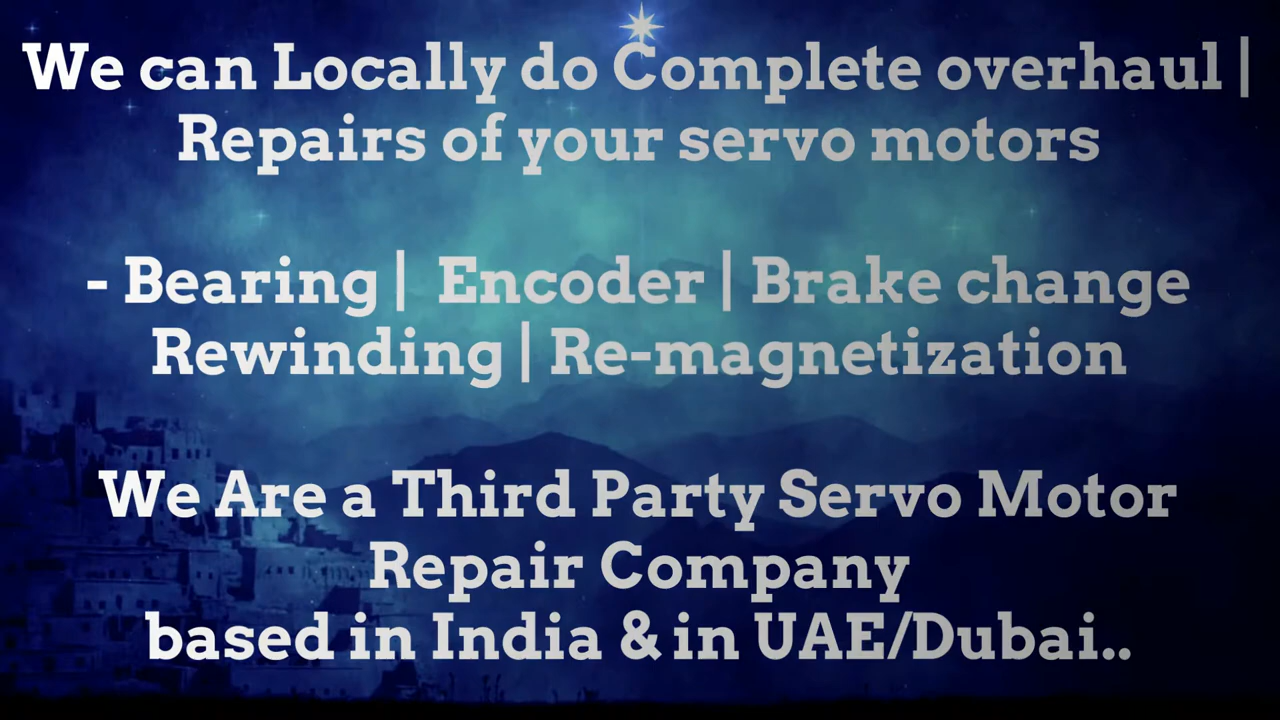 We can Locally do Complete overhaul |
Repairs of your servo motors
- Bearing | Encoder | Brake change
Rewinding | Re-magnetization
We Are a Third Party Servo Motor
Repair Company
based in India & in UAE/Dubai..